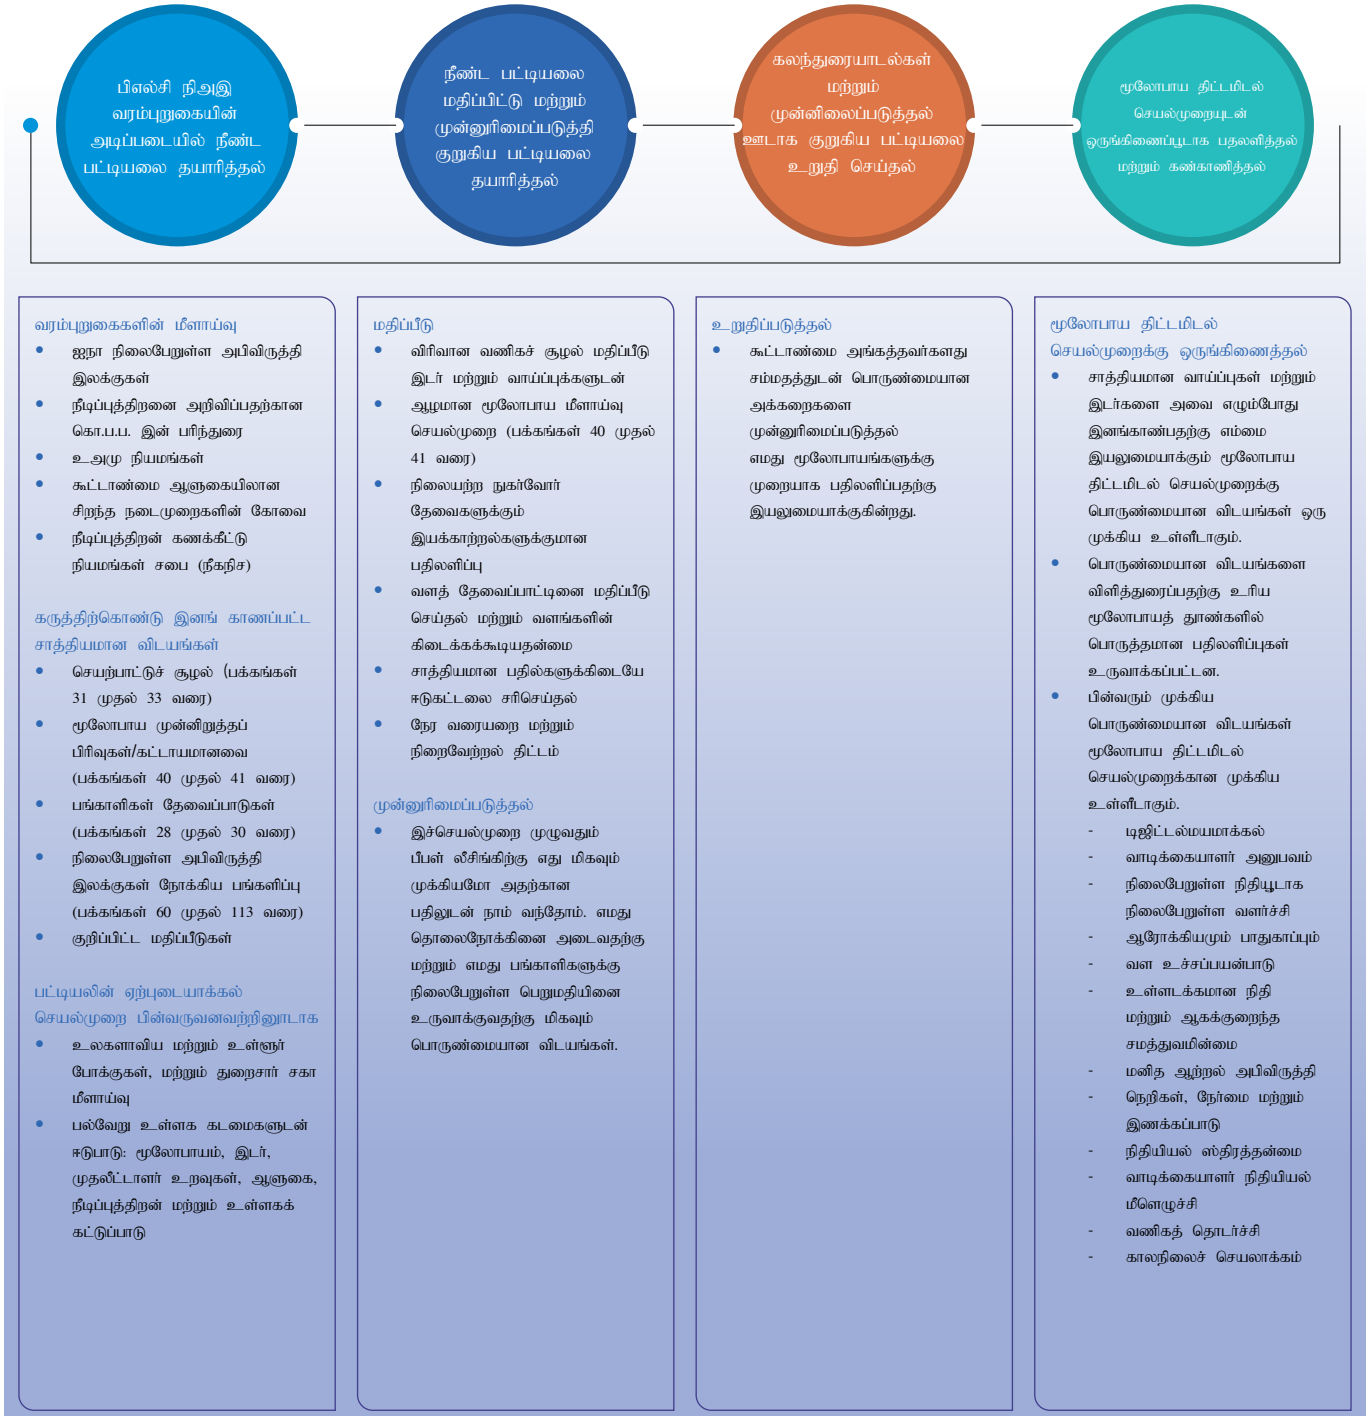 பிஎல்சி நிஅஇ
வரம்புறுகையின்
அடிப்படையில் நீண்ட
பட்டியலை தயாரித்தல்
நீண்ட பட்டியலை
மதிப்பிட்டு மற்றும்
முன்னுரிமைப்படுத்தி
குறுகிய பட்டியலை
தயாரித்தல்
கலந்துரையாடல்கள்
மற்றும்
முன்னிலைப்படுத்தல்
ஊடாக குறுகிய பட்டியலை
உறுதி செய்தல்
மூலோபாய திட்டமிடல்
செயல்முறையுடன்
ஒருங்கிணைப்பூடாக பதலளித்தல்
மற்றும் கண்காணித்தல்
வரம்புறுகைகளின் மீளாய்வு
• ஐநா நிலைபேறுள்ள அபிவிருத்தி
இலக்குகள்
• நீடிப்புத்திறனை அறிவிப்பதற்கான
கொ.ப.ப. இன் பரிந்துரை
• உஅமு நியமங்கள்
• கூட்டாண்மை ஆளுகையிலான
சிறந்த நடைமுறைகளின் கோவை
• நீடிப்புத்திறன் கணக்கீட்டு
நியமங்கள் சபை (நீகநிச)
கருத்திற்கொண்டு இனங் காணப்பட்ட
சாத்தியமான விடயங்கள்
• செயற்பாட்டுச் சூழல் (பக்கங்கள்
31 முதல் 33 வரை)
• மூலோபாய முன்னிறுத்தப்
பிரிவுகள்/கட்டாயமானவை
(பக்கங்கள் 40 முதல் 41 வரை)
• பங்காளிகள் தேவைப்பாடுகள்
(பக்கங்கள் 28 முதல் 30 வரை)
• நிலைபேறுள்ள அபிவிருத்தி
இலக்குகள் நோக்கிய பங்களிப்பு
(பக்கங்கள் 60 முதல் 113 வரை)
• குறிப்பிட்ட மதிப்பீடுகள்
பட்டியலின் ஏற்புடையாக்கல்
செயல்முறை பின்வருவனவற்றினூடாக
• உலகளாவிய மற்றும் உள்ளூர்
போக்குகள், மற்றும் துறைசார் சகா
மீளாய்வு
• பல்வேறு உள்ளக கடமைகளுடன்
ஈடுபாடு: மூலோபாயம், இடர்,
முதலீட்டாளர் உறவுகள், ஆளுகை,
நீடிப்புத்திறன் மற்றும் உள்ளகக்
கட்டுப்பாடு
மதிப்பீடு
• விரிவான வணிகச் சூழல் மதிப்பீடு
இடர் மற்றும் வாய்ப்புக்களுடன்
• ஆழமான மூலோபாய மீளாய்வு
செயல்முறை (பக்கங்கள் 40 முதல்
41 வரை)
• நிலையற்ற நுகர்வோர்
தேவைகளுக்கும்
இயக்காற்றல்களுக்குமான
பதிலளிப்பு
• வளத் தேவைப்பாட்டினை மதிப்பீடு
செய்தல் மற்றும் வளங்களின்
கிடைக்கக்கூடியதன்மை
• சாத்தியமான பதில்களுக்கிடையே
ஈடுகட்டலை சரிசெய்தல்
• நேர வரையறை மற்றும்
நிறைவேற்றல் திட்டம்
முன்னுரிமைப்படுத்தல்
• இச்செயல்முறை முழுவதும்
பீபள் லீசிங்கிற்கு எது மிகவும்
முக்கியமோ அதற்கான
பதிலுடன் நாம் வந்தோம். எமது
தொலைநோக்கினை அடைவதற்கு
மற்றும் எமது பங்காளிகளுக்கு
நிலைபேறுள்ள பெறுமதியினை
உருவாக்குவதற்கு மிகவும்
பொருண்மையான விடயங்கள்.
உறுதிப்படுத்தல்
• கூட்டாண்மை அங்கத்தவர்களது
சம்மதத்துடன் பொருண்மையான
அக்கறைகளை
முன்னுரிமைப்படுத்தல்
எமது மூலோபாயங்களுக்கு
முறையாக பதிலளிப்பதற்கு
இயலுமையாக்குகின்றது.
மூலோபாய திட்டமிடல்
செயல்முறைக்கு ஒருங்கிணைத்தல்
• சாத்தியமான வாய்ப்புகள் மற்றும்
இடர்களை அவை எழும்போது
இனங்காண்பதற்கு எம்மை
இயலுமையாக்கும் மூலோபாய
திட்டமிடல் செயல்முறைக்கு
பொருண்மையான விடயங்கள் ஒரு
முக்கிய உள்ளீடாகும்.
• பொருண்மையான விடயங்களை
விளித்துரைப்பதற்கு உரிய
மூலோபாயத் தூண்களில்
பொருத்தமான பதிலளிப்புகள்
உருவாக்கப்பட்டன.
• பின்வரும் முக்கிய
பொருண்மையான விடயங்கள்
மூலோபாய திட்டமிடல்
செயல்முறைக்கான முக்கிய
உள்ளீடாகும்.
- டிஜிட்டல்மயமாக்கல்
- வாடிக்கையாளர் அனுபவம்
- நிலைபேறுள்ள நிதியூடாக
நிலைபேறுள்ள வளர்ச்சி
- ஆரோக்கியமும் பாதுகாப்பும்
- வள உச்சப்பயன்பாடு
- உள்ளடக்கமான நிதி
மற்றும் ஆகக்குறைந்த
சமத்துவமின்மை
- மனித ஆற்றல் அபிவிருத்தி
- நெறிகள், நேர்மை மற்றும்
இணக்கப்பாடு
- நிதியியல் ஸ்திரத்தன்மை
- வாடிக்கையாளர் நிதியியல்
மீளெழுச்சி
- வணிகத் தொடர்ச்சி
- காலநிலைச் செயலாக்கம்